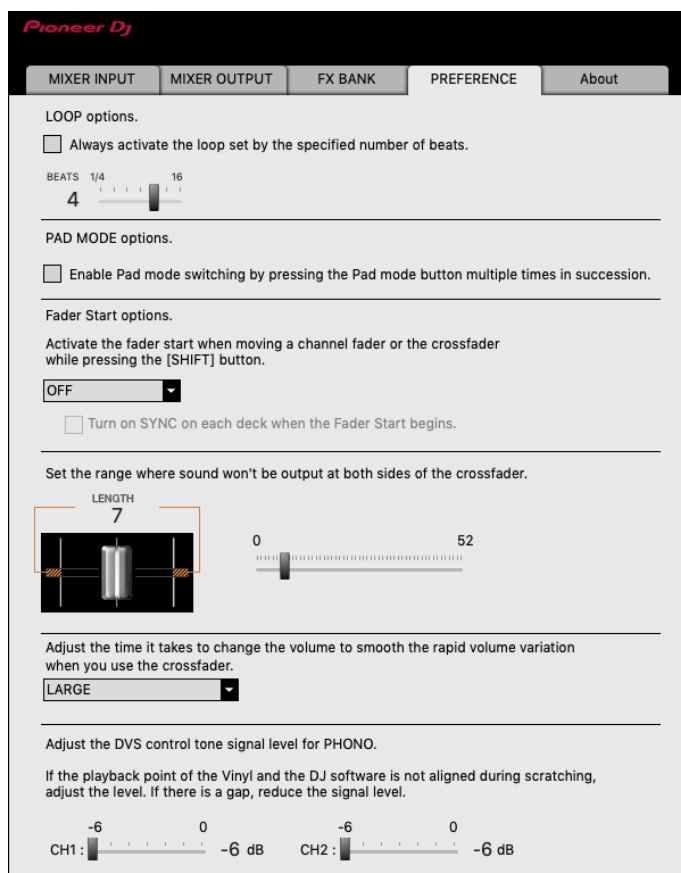 Pioneer Dj
MIXER INPUT MIXER OUTPUT FX BANK PREFERENCE About
LOOP options.
Always activate the loop set by the specified number of beats.
BEATS 1/4 16
4
PAD MODE options.
Enable Pad mode switching by pressing the Pad mode button multiple times in succession.
Fader Start options.
Activate the fader start when moving a channel fader or the crossfader
while pressing the [SHIFT] button.
OFF
Turn on SYNC on each deck when the Fader Start begins.
Set the range where sound won't be output at both sides of the crossfader.
LENGTH
7
0 52
Adjust the time it takes to change the volume to smooth the rapid volume variation
when you use the crossfader.
LARGE
Adjust the DVS control tone signal level for PHONO.
If the playback point of the Vinyl and the DJ software is not aligned during scratching,
adjust the level. If there is a gap, reduce the signal level.
-6 0 -6 0
CH1 : -6 dB CH2 : -6 dB